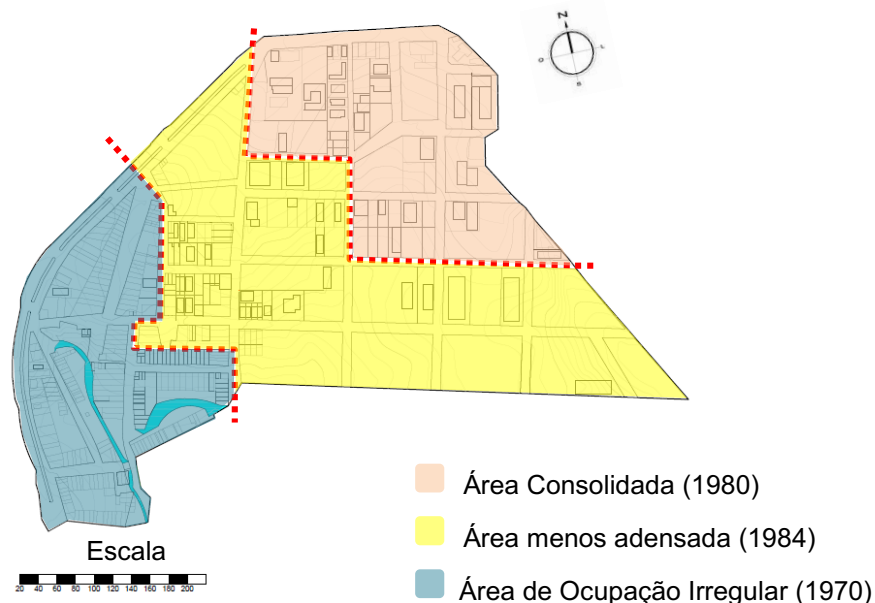 N
Área Consolidada (1980)
Área menos adensada (1984)
Área de Ocupação Irregular (1970)
Escala
20 40 60 80 100 120 140 160 180 200